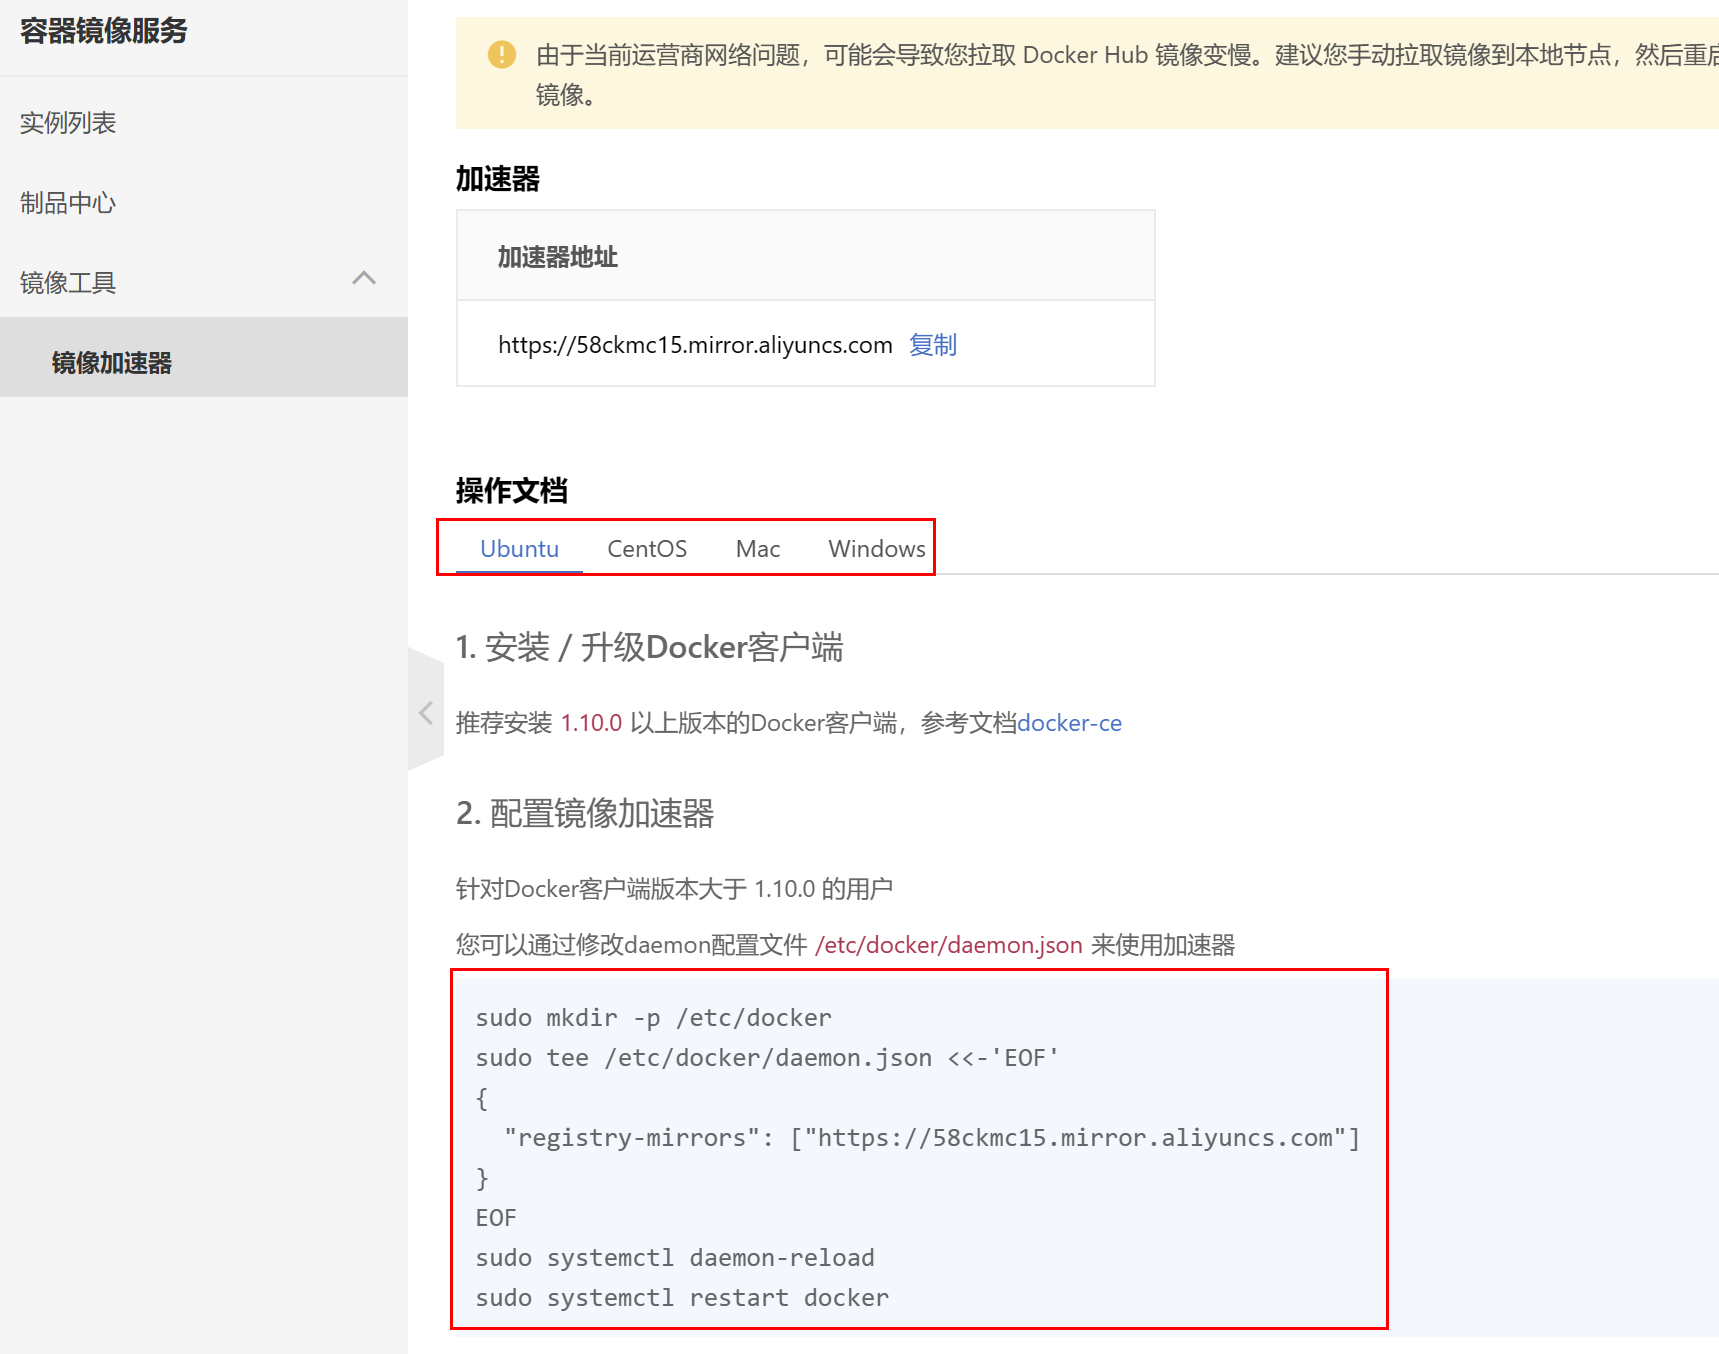 容器镜像服务
实例列表
制品中心
镜像工具
镜像加速器
由于当前运营商网络问题，可能会导致您拉取 Docker Hub 镜像变慢。建议您手动拉取镜像到本地节点，然后重启
镜像。
加速器
加速器地址
https://58ckmc15.mirror.aliyuncs.com 复制
操作文档
Ubuntu CentOS Mac Windows
1. 安装 / 升级Docker客户端
推荐安装 1.10.0 以上版本的Docker客户端，参考文档docker-ce
2. 配置镜像加速器
针对Docker客户端版本大于 1.10.0 的用户
您可以通过修改daemon配置文件 /etc/docker/daemon.json 来使用加速器
sudo mkdir -p /etc/docker
sudo tee /etc/docker/daemon.json <<-'EOF'
{
  "registry-mirrors": ["https://58ckmc15.mirror.aliyuncs.com"]
}
EOF
sudo systemctl daemon-reload
sudo systemctl restart docker